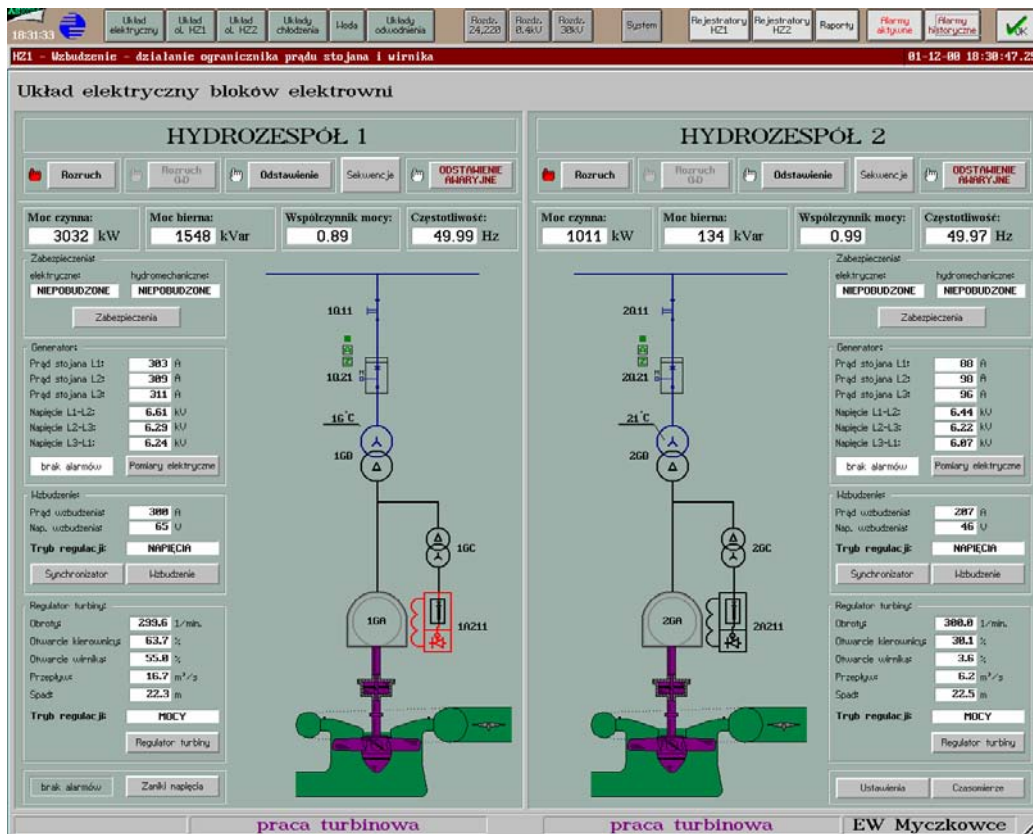 18:31:33
Układ elektryczny
Układ oł. HZ1
Układ oł. HZ2
Układy chłodzenia
Woda
Układy odwodnienia
Rozdz. 24,220
Rozdz. 0.4kV
Rozdz. 30kV
System
Rejestratory HZ1
Rejestratory HZ2
Raporty
Alarmy aktywne
Alarmy historyczne
OK
HZ1 - Wzbudzenie - działanie ogranicznika prądu stojana i wirnika
01-12-00 18:30:47.25
Układ elektryczny bloków elektrowni
HYDROZESPÓŁ 1
Rozruch
Rozruch GD
Odstawienie
Sekwencje
ODSTAWIENIE AWARYJNE
Moc czynna: 3032 kW
Moc bierna: 1548 kVar
Współczynnik mocy: 0.89
Częstotliwość: 49.99 Hz
Zabezpieczenia:
elektryczne: hydromechaniczne:
NIEPOBUDZONE NIEPOBUDZONE
Zabezpieczenia
Generator:
Prąd stojana L1: 303 A
Prąd stojana L2: 309 A
Prąd stojana L3: 311 A
Napięcie L1-L2: 6.61 kV
Napięcie L2-L3: 6.29 kV
Napięcie L3-L1: 6.24 kV
brak alarmów Pomiary elektryczne
Wzbudzenie:
Prąd wzbudzenia: 300 A
Nap. wzbudzenia: 65 V
Tryb regulacji: NAPIĘCIA
Synchronizator Wzbudzenie
Regulator turbiny:
Obroty: 299.6 1/min.
Otwarcie kierownicy: 63.7 %
Otwarcie wirnika: 55.0 %
Przepływ: 16.7 m³/s
Spad: 22.3 m
Tryb regulacji: MOCY
Regulator turbiny
brak alarmów Zaniki napięcia
1Q11
A
Z
1Q21
M
16°C
1GB
1GC
1GA
1A211
praca turbinowa
HYDROZESPÓŁ 2
Rozruch
Rozruch GD
Odstawienie
Sekwencje
ODSTAWIENIE AWARYJNE
Moc czynna: 1011 kW
Moc bierna: 134 kVar
Współczynnik mocy: 0.99
Częstotliwość: 49.97 Hz
2Q11
A
Z
2Q21
M
21°C
2GB
2GC
2GA
2A211
Zabezpieczenia:
elektryczne: hydromechaniczne:
NIEPOBUDZONE NIEPOBUDZONE
Zabezpieczenia
Generator:
Prąd stojana L1: 88 A
Prąd stojana L2: 98 A
Prąd stojana L3: 96 A
Napięcie L1-L2: 6.44 kV
Napięcie L2-L3: 6.22 kV
Napięcie L3-L1: 6.07 kV
brak alarmów Pomiary elektryczne
Wzbudzenie:
Prąd wzbudzenia: 207 A
Nap. wzbudzenia: 46 V
Tryb regulacji: NAPIĘCIA
Synchronizator Wzbudzenie
Regulator turbiny:
Obroty: 300.0 1/min.
Otwarcie kierownicy: 30.1 %
Otwarcie wirnika: 3.6 %
Przepływ: 6.2 m³/s
Spad: 22.5 m
Tryb regulacji: MOCY
Regulator turbiny
Ustawienia Czasomierze
praca turbinowa
EW Myczkowce